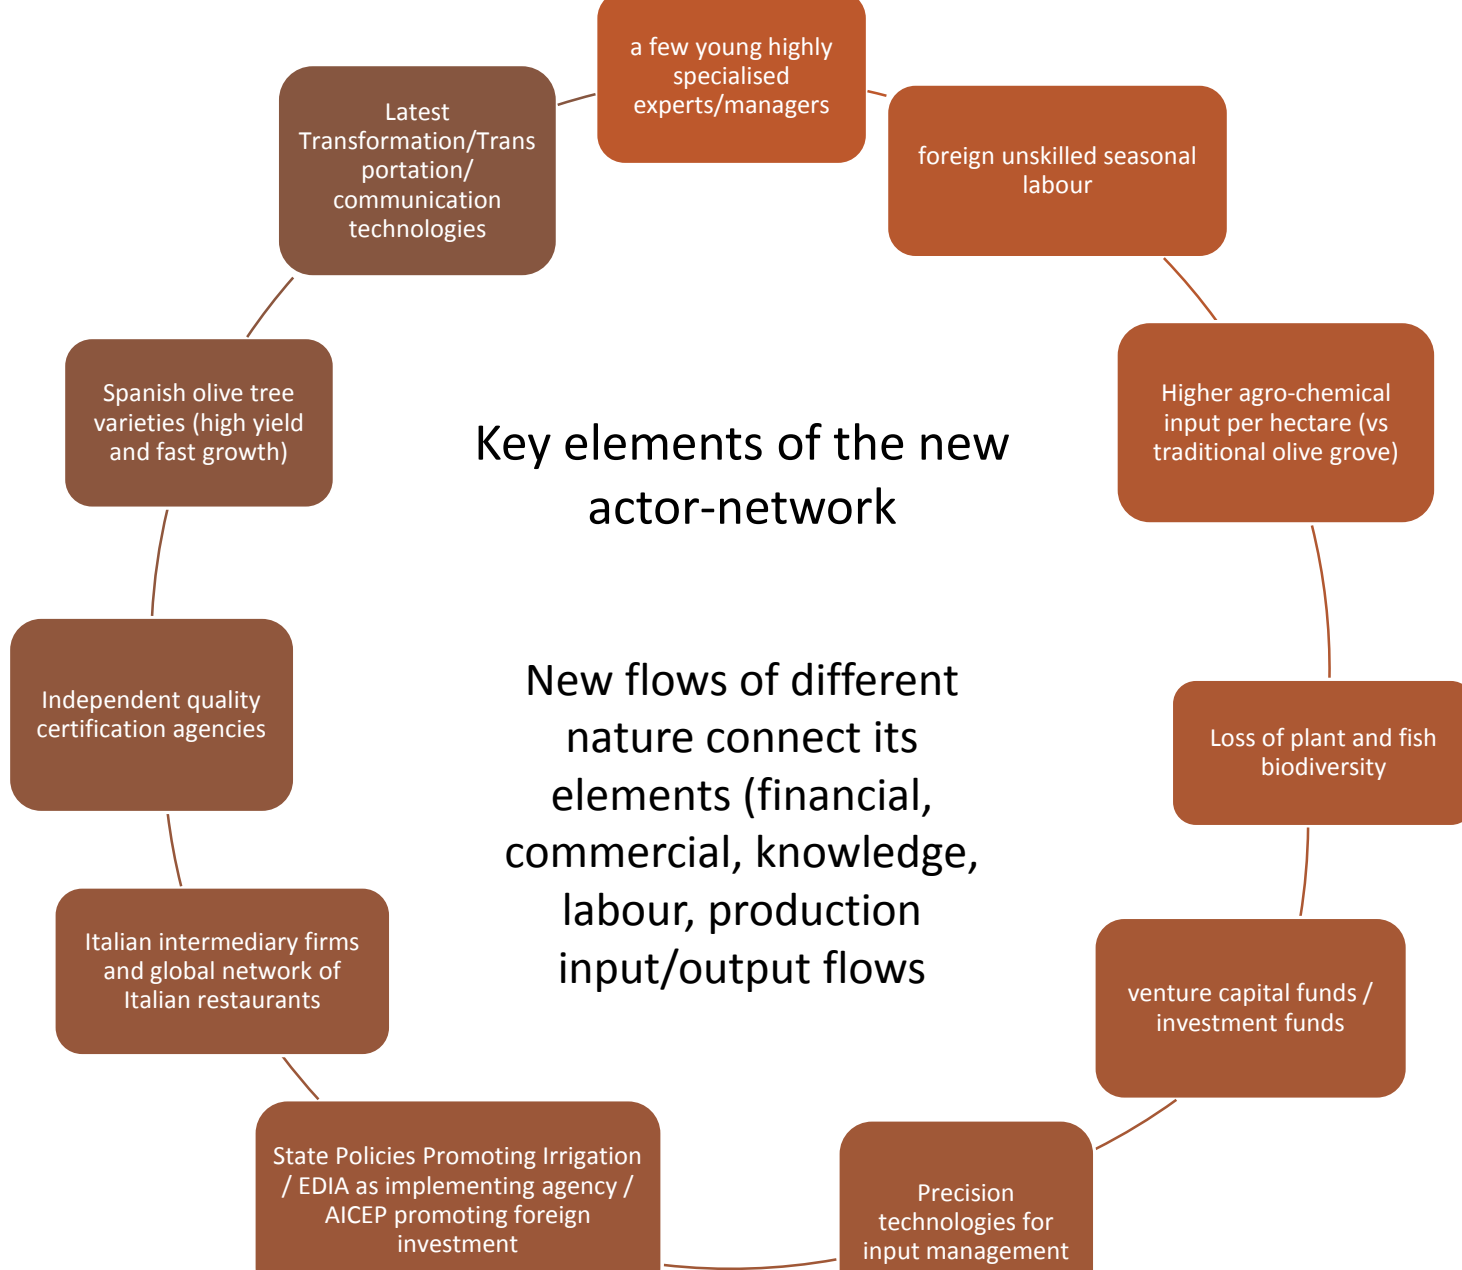 a few young highly
specialised
experts/managers
foreign unskilled seasonal
labour
Higher agro-chemical
input per hectare (vs
traditional olive grove)
Loss of plant and fish
biodiversity
venture capital funds /
investment funds
Precision
technologies for
input management
State Policies Promoting Irrigation
/ EDIA as implementing agency /
AICEP promoting foreign
investment
Italian intermediary firms
and global network of
Italian restaurants
Independent quality
certification agencies
Spanish olive tree
varieties (high yield
and fast growth)
Latest
Transformation/Trans
portation/
communication
technologies
Key elements of the new
actor-network
New flows of different
nature connect its
elements (financial,
commercial, knowledge,
labour, production
input/output flows